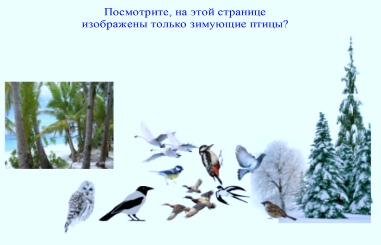 Посмотрите, на этой странице
изображены только зимующие птицы?